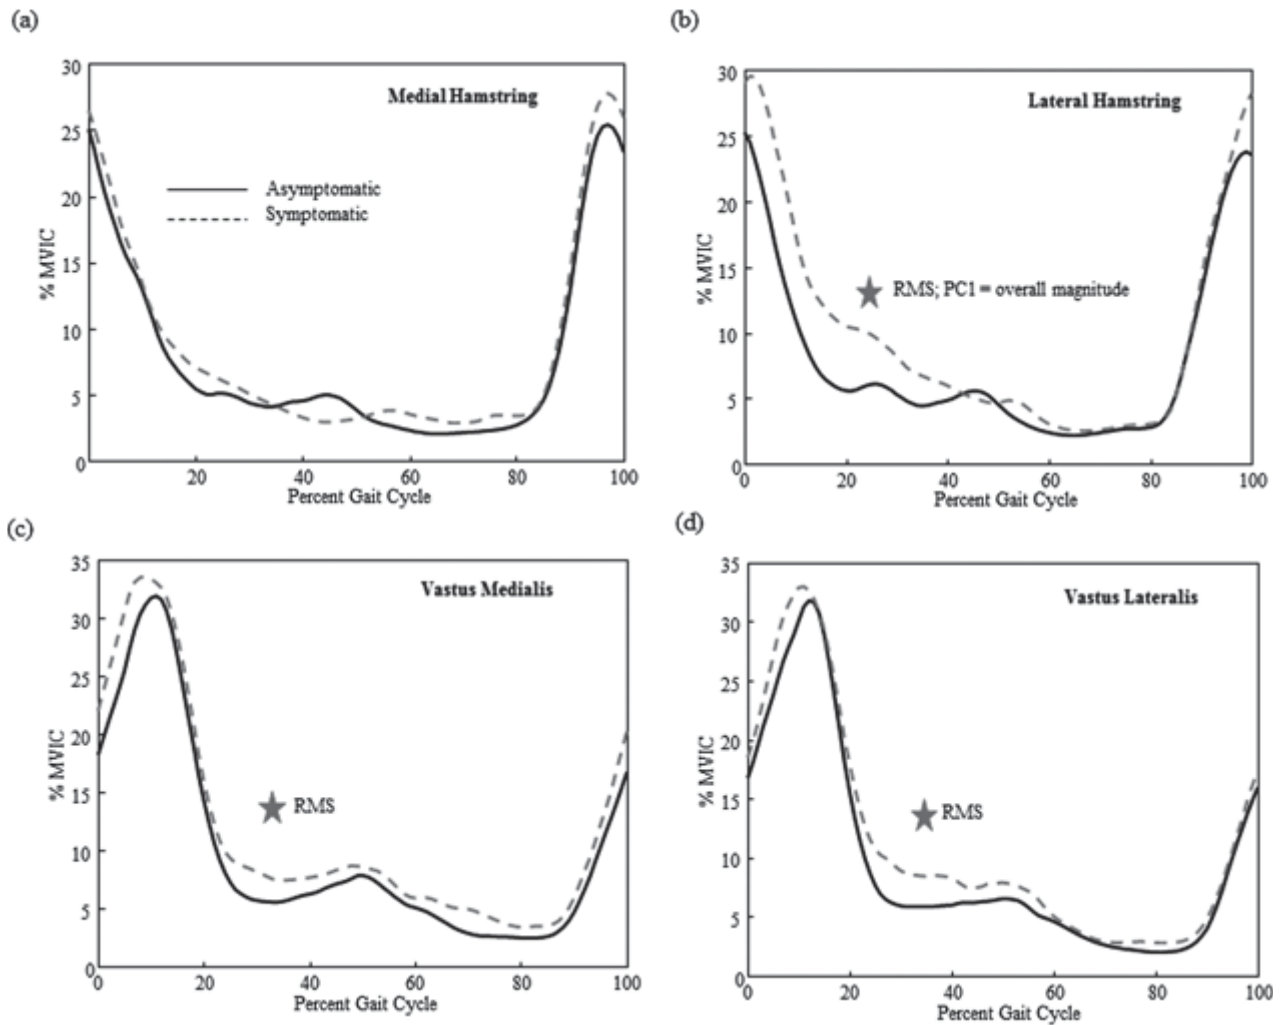 (a)
Medial Hamstring
Asymptomatic
Symptomatic
% MVIC
30
25
20
15
10
5
0
20
40
60
80
100
Percent Gait Cycle
(b)
Lateral Hamstring
RMS; PC1 = overall magnitude
% MVIC
30
25
20
15
10
5
0
0
20
40
60
80
100
Percent Gait Cycle
(c)
Vastus Medialis
RMS
% MVIC
35
30
25
20
15
10
5
0
0
20
40
60
80
100
Percent Gait Cycle
(d)
Vastus Lateralis
RMS
% MVIC
35
30
25
20
15
10
5
0
0
20
40
60
80
100
Percent Gait Cycle